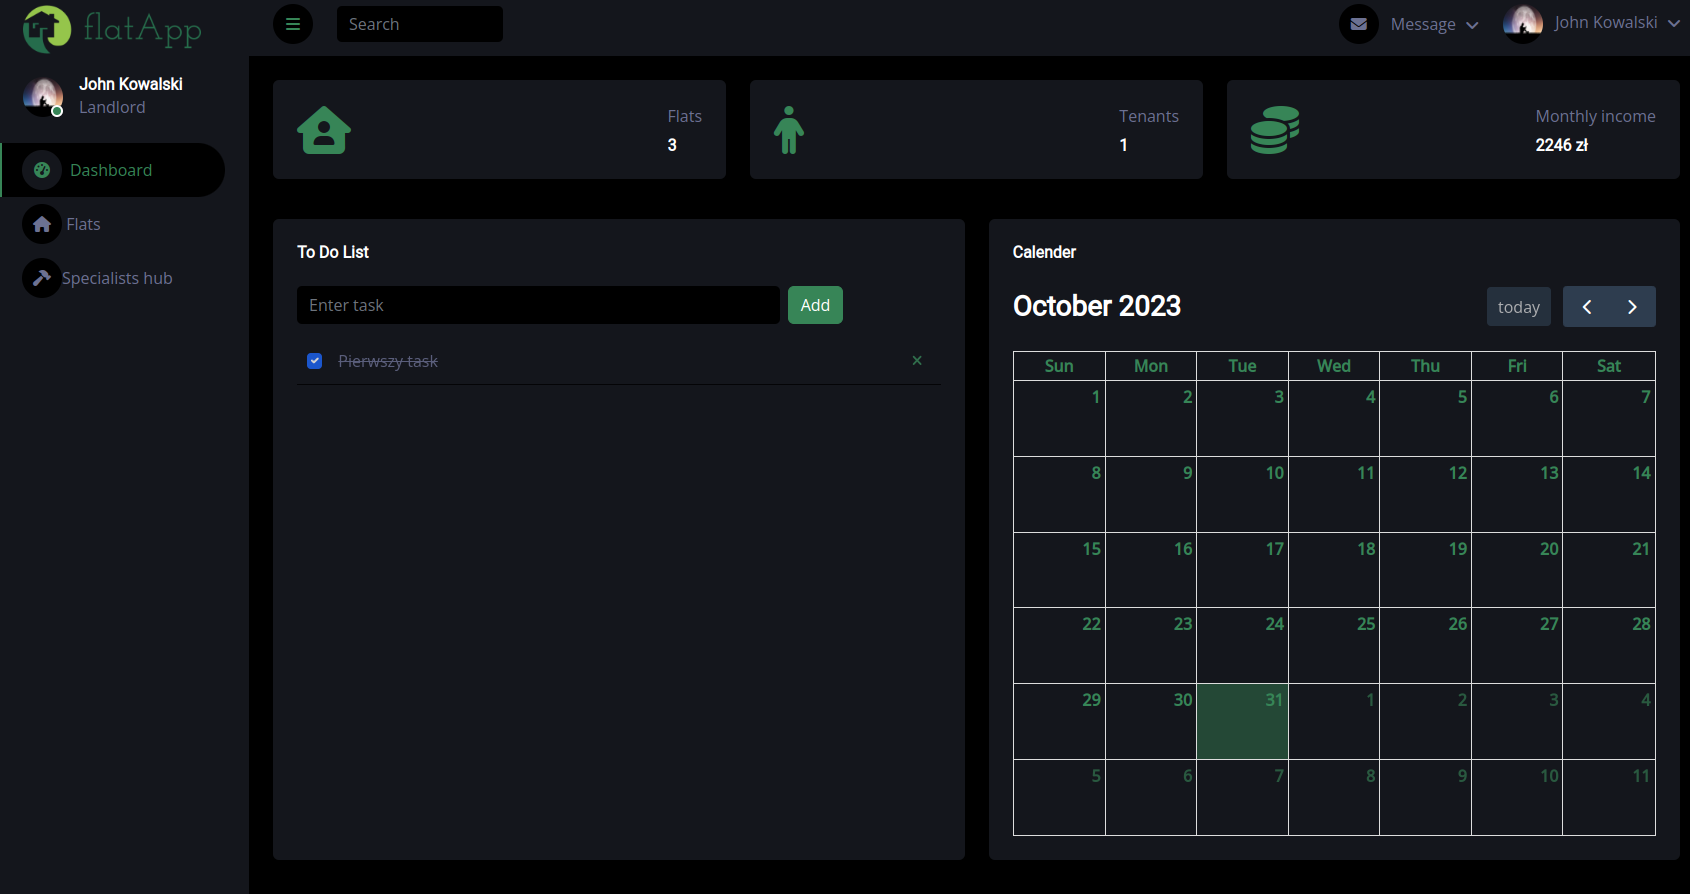 flatApp
Search
Message
John Kowalski
John Kowalski
Landlord
Dashboard
Flats
Specialists hub
Flats
3
Tenants
1
Monthly income
2246 zł
To Do List
Enter task
Add
Pierwszy task
Calender
October 2023
today
Sun Mon Tue Wed Thu Fri Sat
1 2 3 4 5 6 7
8 9 10 11 12 13 14
15 16 17 18 19 20 21
22 23 24 25 26 27 28
29 30 31 1 2 3 4
5 6 7 8 9 10 11